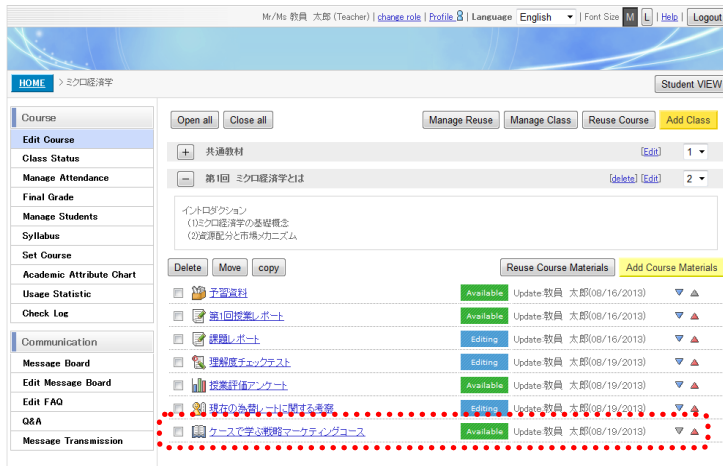 Mr/Ms 教員 太郎 (Teacher) | change role | Profile | Language English | Font Size M L | Help | Logout
HOME > ミクロ経済学
Student VIEW
Course
Edit Course
Class Status
Manage Attendance
Final Grade
Manage Students
Syllabus
Set Course
Academic Attribute Chart
Usage Statistic
Check Log
Communication
Message Board
Edit Message Board
Edit FAQ
Q&A
Message Transmission
Open all Close all Manage Reuse Manage Class Reuse Course Add Class
+ 共通教材 [Edit] 1
- 第1回 ミクロ経済学とは [delete] [Edit] 2
イントロダクション
(1)ミクロ経済学の基礎概念
(2)資源配分と市場メカニズム
Delete Move copy Reuse Course Materials Add Course Materials
予習資料 Available Update:教員 太郎(08/16/2013)
第1回授業レポート Available Update:教員 太郎(08/16/2013)
課題レポート Editing Update:教員 太郎(08/16/2013)
理解度チェックテスト Editing Update:教員 太郎(08/19/2013)
授業評価アンケート Available Update:教員 太郎(08/19/2013)
現在の為替レートに関する考察 Editing Update:教員 太郎(08/19/2013)
ケースで学ぶ戦略マーケティングコース Available Update:教員 太郎(08/19/2013)